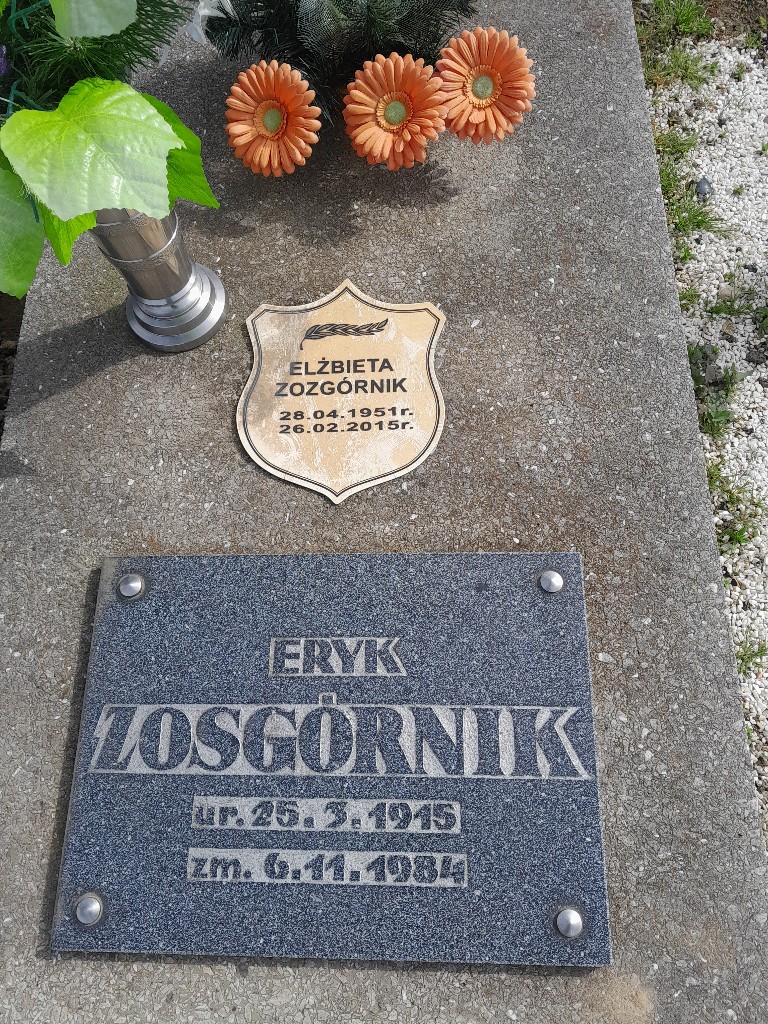 ELŻBIETA
ZOZGÓRNIK
28.04.1951r.
26.02.2015r.
ERYK
ZOSGÓRNIK
ur. 25.3.1915
zm. 6.11.1984